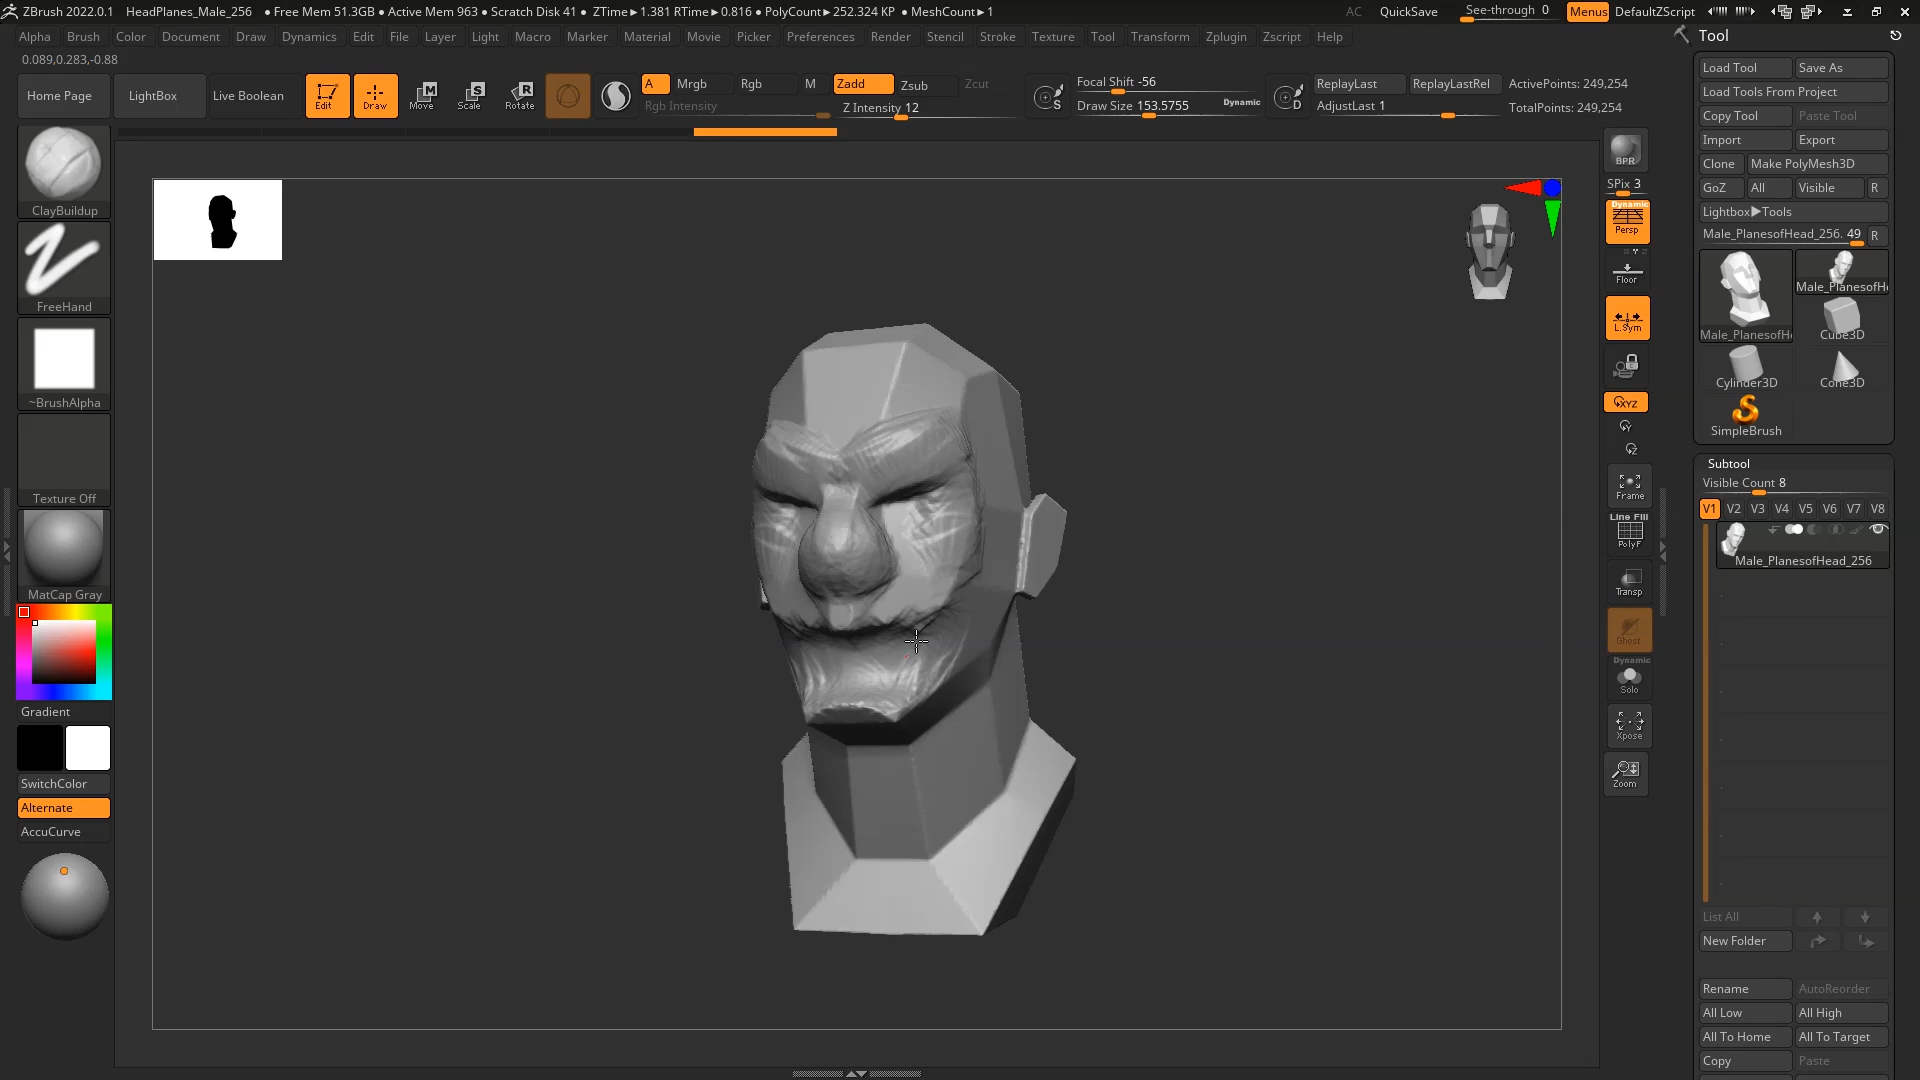 ZBrush 2022.0.1 HeadPlanes_Male_256 • Free Mem 51.3GB • Active Mem 963 • Scratch Disk 41 • ZTime▸1.381 RTime▸0.816 • PolyCount▸252.324 KP • MeshCount▸1 AC QuickSave See-through 0 Menus DefaultZScript
Alpha Brush Color Document Draw Dynamics Edit File Layer Light Macro Marker Material Movie Picker Preferences Render Stencil Stroke Texture Tool Transform Zplugin Zscript Help
Tool
0.089,0.283,-0.88
Home Page LightBox Live Boolean Edit Draw Move Scale Rotate
A Mrgb Rgb M Zadd Zsub Zcut
Rgb Intensity Z Intensity 12
Focal Shift -56
Draw Size 153.5755 Dynamic
ReplayLast ReplayLastRel ActivePoints: 249,254
AdjustLast 1 TotalPoints: 249,254
M
S
R
S
D
ClayBuildup
FreeHand
~BrushAlpha
Texture Off
MatCap Gray
Gradient
SwitchColor
Alternate
AccuCurve
BPR
SPix 3
Dynamic
Persp
Floor
L.Sym
XYZ
Y
Z
Frame
Line Fill
PolyF
Transp
Ghost
Dynamic
Solo
Xpose
Zoom
Load Tool Save As
Load Tools From Project
Copy Tool Paste Tool
Import Export
Clone Make PolyMesh3D
GoZ All Visible R
Lightbox▸Tools
Male_PlanesofHead_256. 49 R
Male_PlanesofH
Male_PlanesofHe
Cube3D
Cylinder3D Cone3D
SimpleBrush
Subtool
Visible Count 8
V1 V2 V3 V4 V5 V6 V7 V8
Male_PlanesofHead_256
List All
New Folder
Rename AutoReorder
All Low All High
All To Home All To Target
Copy Paste